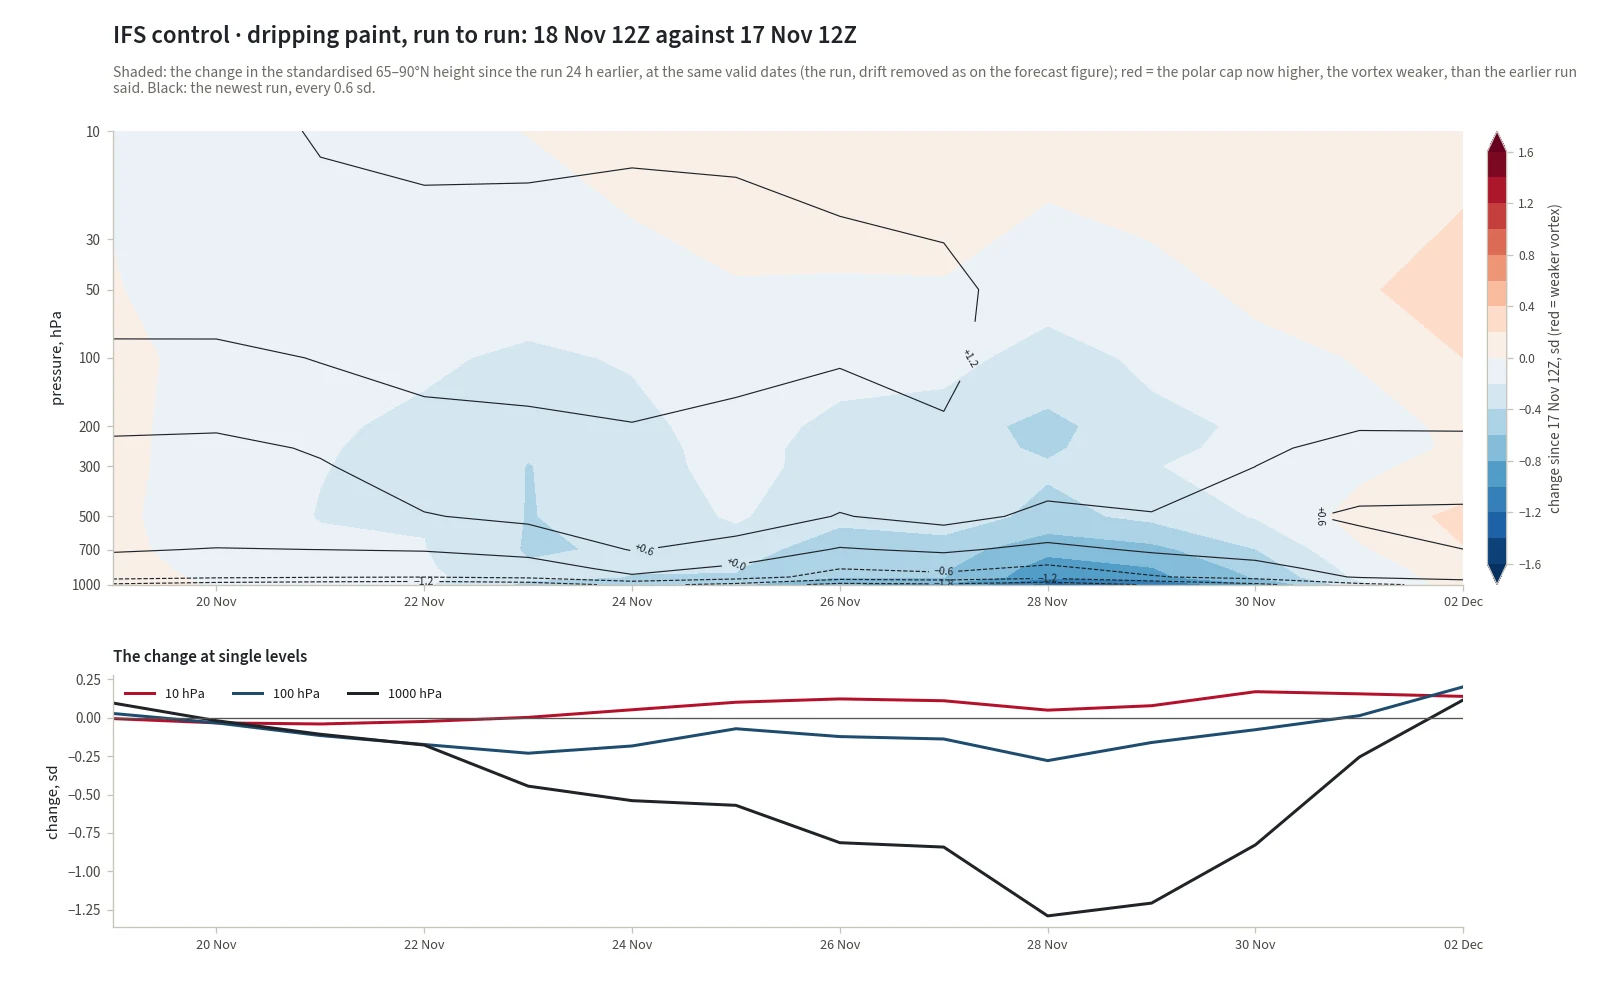 IFS control · dripping paint, run to run: 18 Nov 12Z against 17 Nov 12Z
Shaded: the change in the standardised 65–90°N height since the run 24 h earlier, at the same valid dates (the run, drift removed as on the forecast figure); red = the polar cap now higher, the vortex weaker, than the earlier run
said. Black: the newest run, every 0.6 sd.
pressure, hPa
10
30
50
100
200
300
500
700
1000
+1.2
+0.6
+0.6
+0.0
−0.6
−1.2
−1.2
20 Nov
22 Nov
24 Nov
26 Nov
28 Nov
30 Nov
02 Dec
1.6
1.2
0.8
0.4
0.0
−0.4
−0.8
−1.2
−1.6
change since 17 Nov 12Z, sd (red = weaker vortex)
The change at single levels
10 hPa
100 hPa
1000 hPa
change, sd
0.25
0.00
−0.25
−0.50
−0.75
−1.00
−1.25
20 Nov
22 Nov
24 Nov
26 Nov
28 Nov
30 Nov
02 Dec